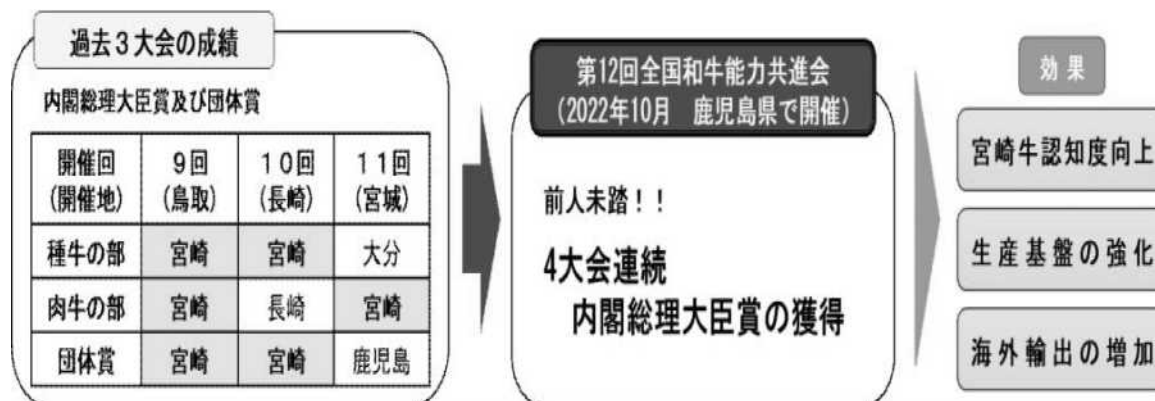 過去3大会の成績
内閣総理大臣賞及び団体賞
開催回 9回 10回 11回
(開催地) (鳥取) (長崎) (宮城)
種牛の部 宮崎 宮崎 大分
肉牛の部 宮崎 長崎 宮崎
団体賞 宮崎 宮崎 鹿児島
第12回全国和牛能力共進会
(2022年10月 鹿児島県で開催)
前人未踏!!
4大会連続
内閣総理大臣賞の獲得
効果
宮崎牛認知度向上
生産基盤の強化
海外輸出の増加